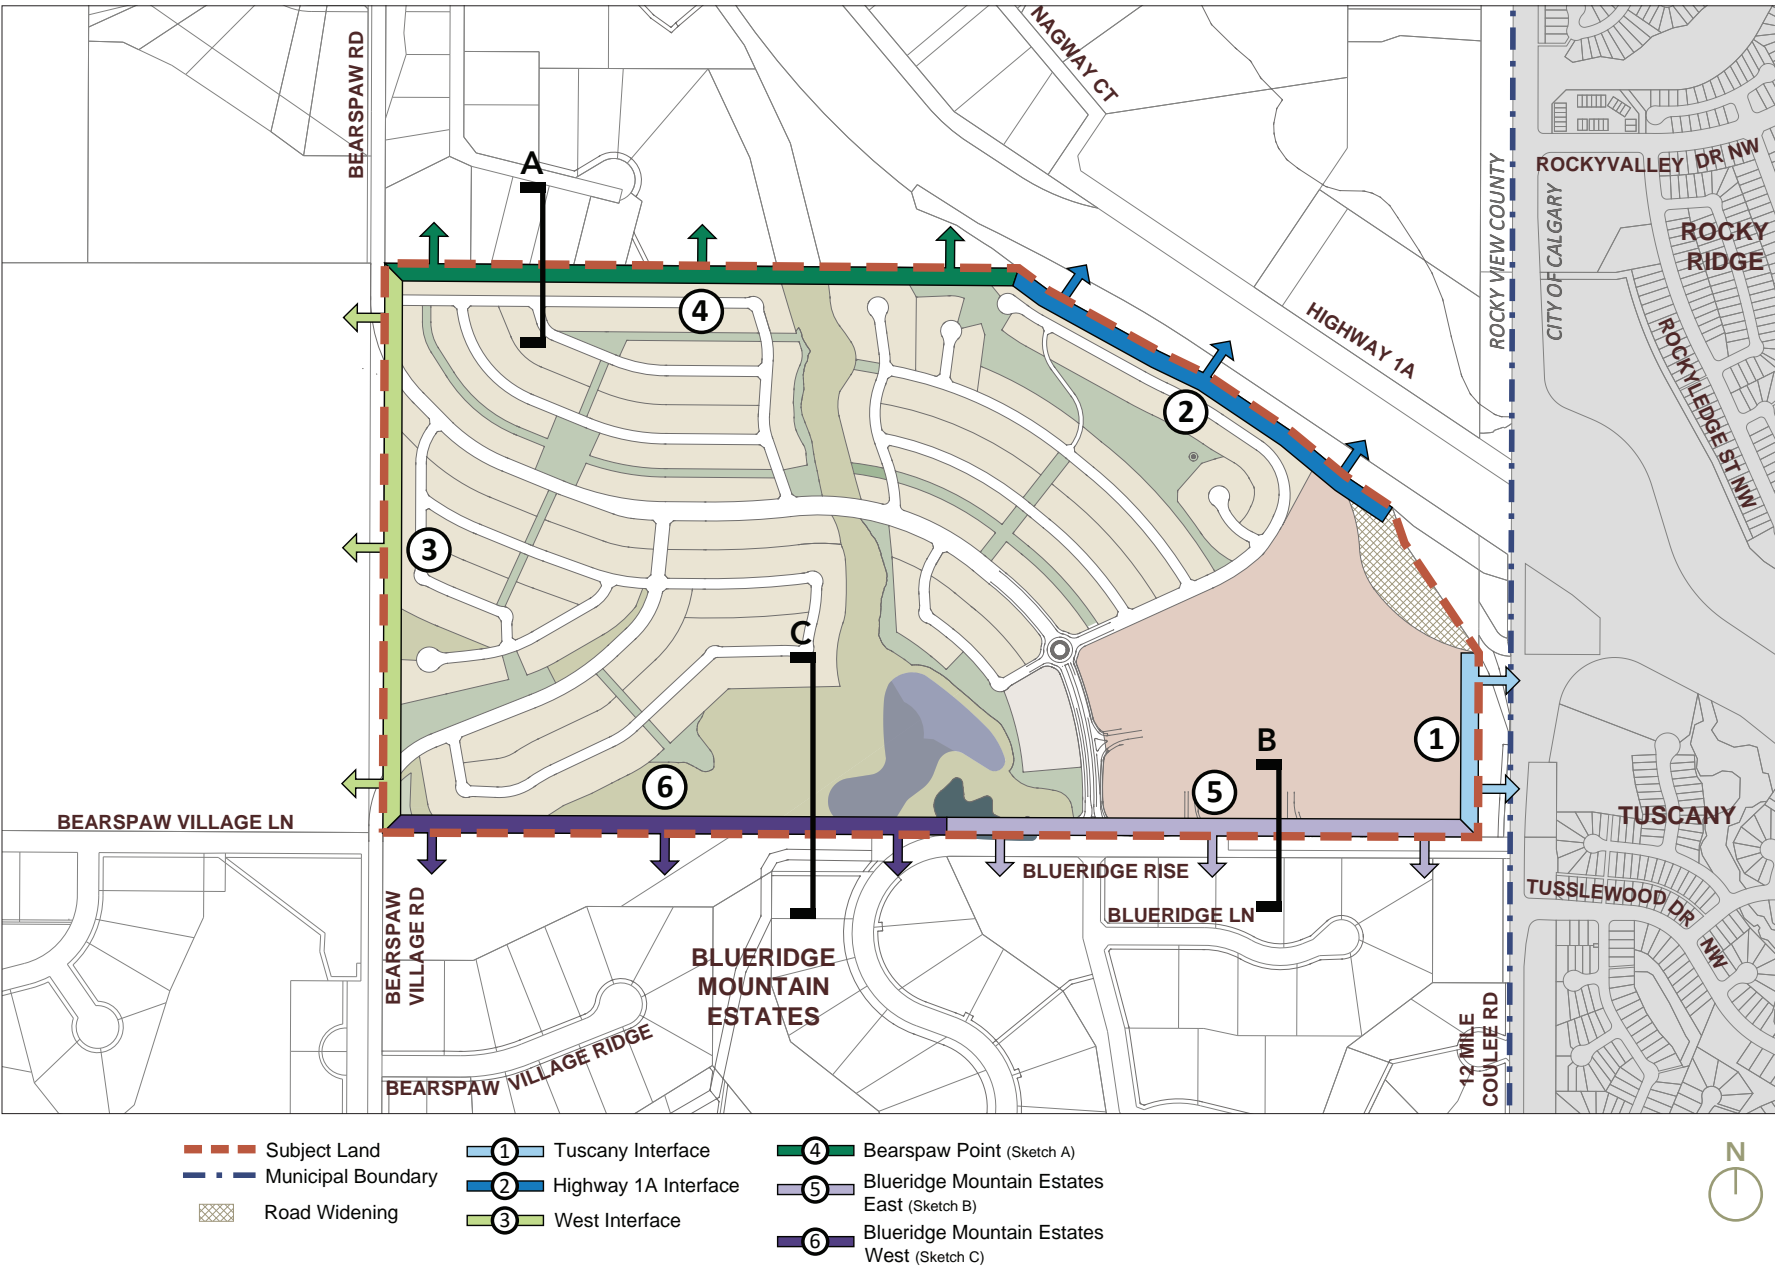 BEARSPAW RD
NAGWAY CT
A
ROCKYVALLEY DR NW
ROCKY VIEW COUNTY
CITY OF CALGARY
ROCKY
RIDGE
HIGHWAY 1A
ROCKYLEDGE ST NW
4
2
3
C
B
1
6
5
BEARSPAW VILLAGE LN
TUSCANY
BLUERIDGE RISE
TUSSLEWOOD DR NW
BLUERIDGE LN
BEARSPAW
VILLAGE RD
BLUERIDGE
MOUNTAIN
ESTATES
12 MILE
COULEE RD
BEARSPAW VILLAGE RIDGE
Subject Land
Municipal Boundary
Road Widening
1 Tuscany Interface
2 Highway 1A Interface
3 West Interface
4 Bearspaw Point (Sketch A)
5 Blueridge Mountain Estates
East (Sketch B)
6 Blueridge Mountain Estates
West (Sketch C)
N